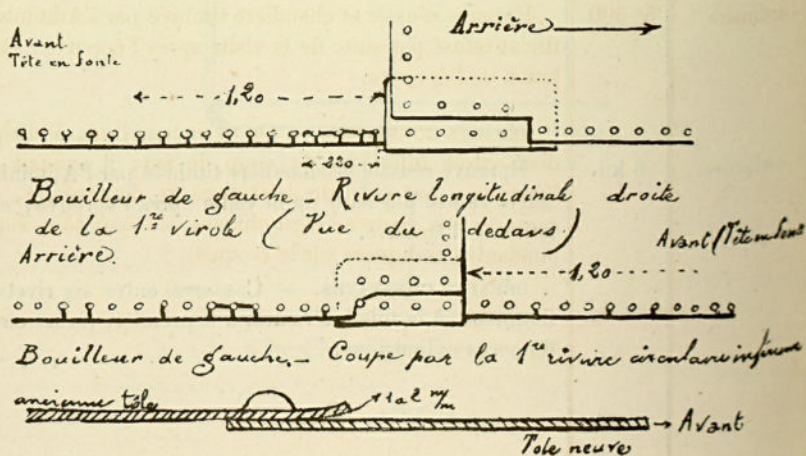 Arrière
Avant
Tête en fonte
1,20
220
Bouilleur de gauche - Rivure longitudinale droite
de la 1re virole (Vue du dedans)
Arrière.
Avant (Tête en fonte
1,20
Bouilleur de gauche. - Coupe par la 1re rivure circulaire inférieure
ancienne tôle
1 à 2 m/m
Avant
Tole neuve